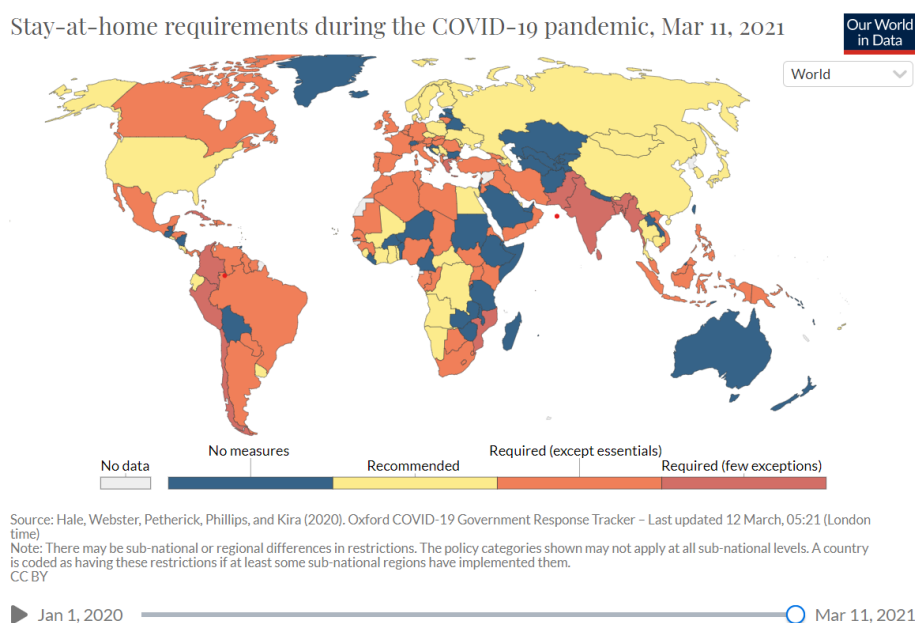 Stay-at-home requirements during the COVID-19 pandemic, Mar 11, 2021
Our World
in Data
World
No data
No measures
Recommended
Required (except essentials)
Required (few exceptions)
Source: Hale, Webster, Petherick, Phillips, and Kira (2020). Oxford COVID-19 Government Response Tracker – Last updated 12 March, 05:21 (London
time)
Note: There may be sub-national or regional differences in restrictions. The policy categories shown may not apply at all sub-national levels. A country
is coded as having these restrictions if at least some sub-national regions have implemented them.
CC BY
Jan 1, 2020
Mar 11, 2021